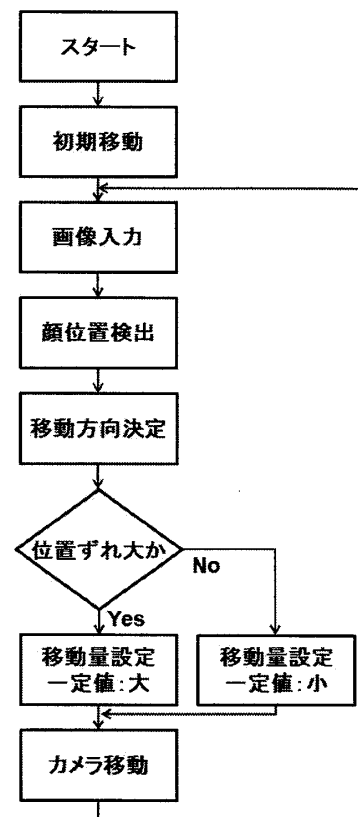 スタート
初期移動
画像入力
顔位置検出
移動方向決定
位置ずれ大か
No
Yes
移動量設定
一定値:大
移動量設定
一定値:小
カメラ移動